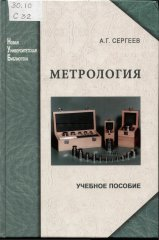 30.10
С 32
Новая
Университетская
Библиотека
А.Г. СЕРГЕЕВ
МЕТРОЛОГИЯ
УЧЕБНОЕ ПОСОБИЕ